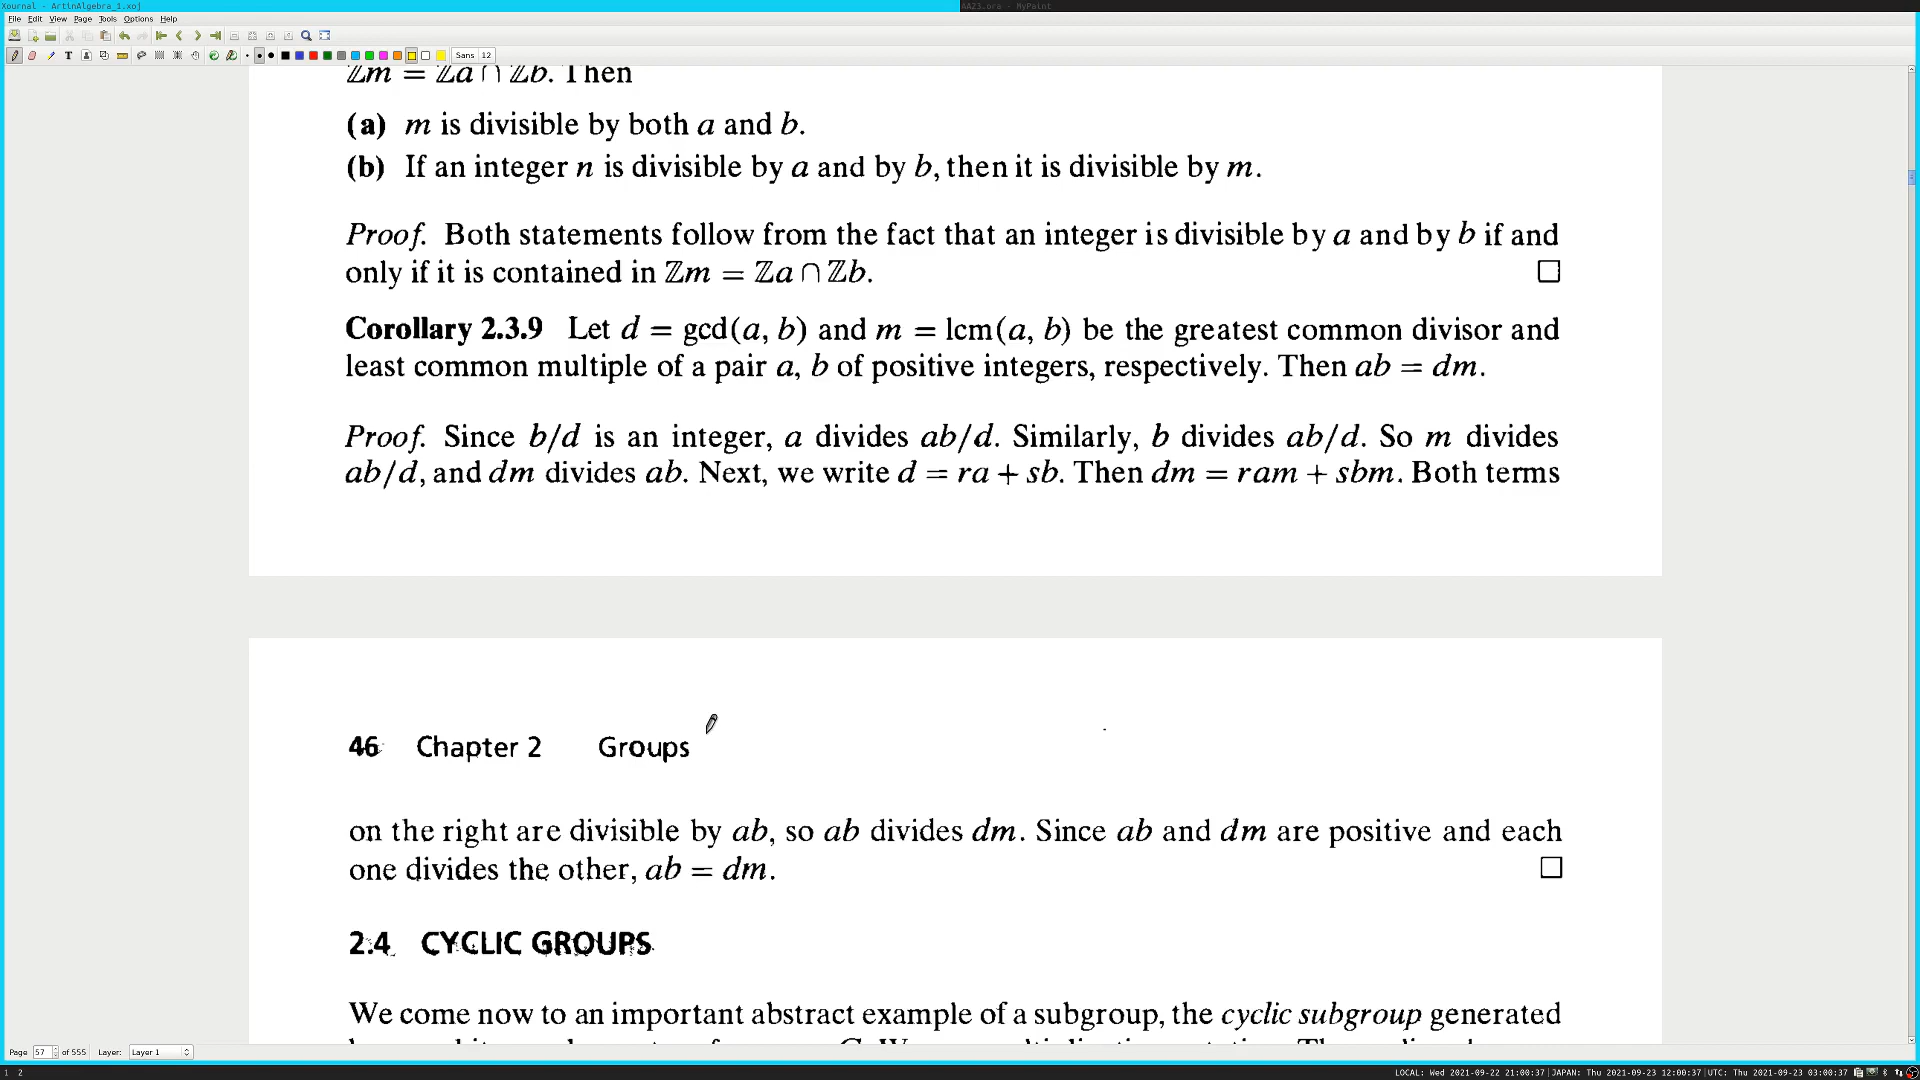 Xournal - ArtinAlgebra_1.xoj
AA23.ora - MyPaint
File Edit View Page Tools Options Help
Sans 12
ℤm = ℤa ∩ ℤb. Then
(a) m is divisible by both a and b.
(b) If an integer n is divisible by a and by b, then it is divisible by m.
Proof. Both statements follow from the fact that an integer is divisible by a and by b if and
only if it is contained in ℤm = ℤa ∩ ℤb. □
Corollary 2.3.9 Let d = gcd(a, b) and m = lcm(a, b) be the greatest common divisor and
least common multiple of a pair a, b of positive integers, respectively. Then ab = dm.
Proof. Since b/d is an integer, a divides ab/d. Similarly, b divides ab/d. So m divides
ab/d, and dm divides ab. Next, we write d = ra + sb. Then dm = ram + sbm. Both terms
46 Chapter 2 Groups
on the right are divisible by ab, so ab divides dm. Since ab and dm are positive and each
one divides the other, ab = dm. □
2.4 CYCLIC GROUPS
We come now to an important abstract example of a subgroup, the cyclic subgroup generated
Page 57 of 555 Layer: Layer 1
1 2
LOCAL: Wed 2021-09-22 21:00:37|JAPAN: Thu 2021-09-23 12:00:37|UTC: Thu 2021-09-23 03:00:37